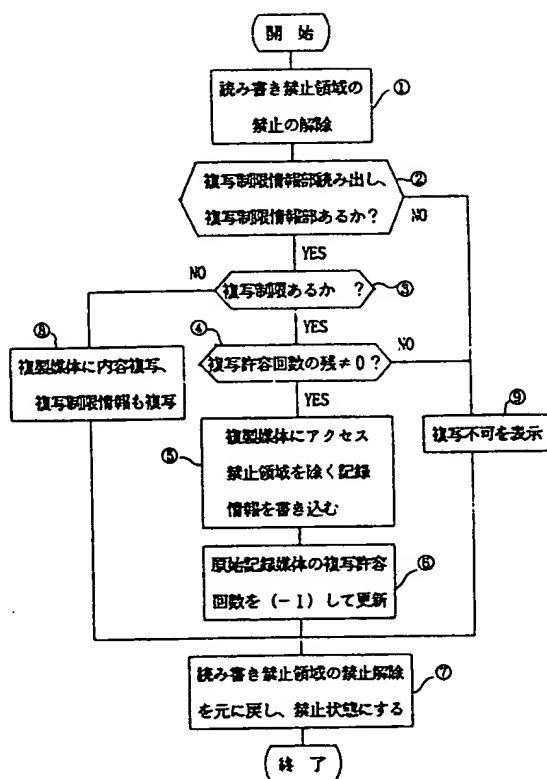 開始
読み書き禁止領域の
禁止の解除
①
複写制限情報部読み出し、
複写制限情報部あるか?
②
NO
YES
NO
複写制限あるか ?
③
YES
④
複写許容回数の残≠0?
NO
⑧
複製媒体に内容複写、
複写制限情報も複写
YES
⑨
複写不可を表示
⑤
複製媒体にアクセス
禁止領域を除く記録
情報を書き込む
原始記録媒体の複写許容
回数を(-1)して更新
⑥
読み書き禁止領域の禁止解除
を元に戻し、禁止状態にする
⑦
終了